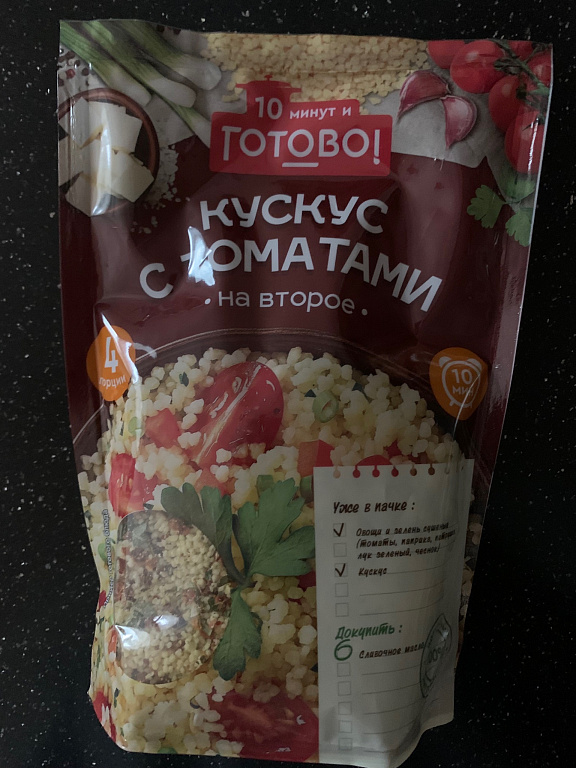 10 минут и
ГОТОВО!
КУСКУС
С ТОМАТАМИ
• на второе •
4
порции
10
мин
Уже в пачке :
Овощи и зелень сушеные
(томаты, паприка, петрушка,
лук зеленый, чеснок)
Кускус
Докупить :
Сливочное масло